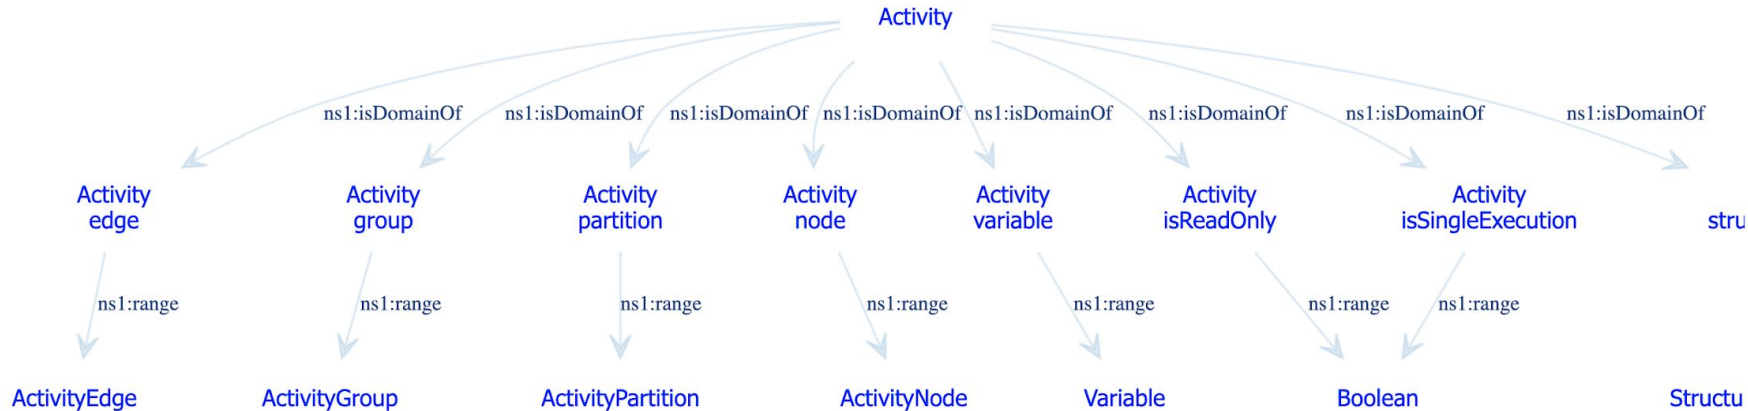 Activity
ns1:isDomainOf ns1:isDomainOf ns1:isDomainOf ns1:isDomainOf ns1:isDomainOf ns1:isDomainOf ns1:isDomainOf ns1:isDomainOf
Activity Activity Activity Activity Activity Activity Activity
edge group partition node variable isReadOnly isSingleExecution stru
ns1:range ns1:range ns1:range ns1:range ns1:range ns1:range ns1:range
ActivityEdge ActivityGroup ActivityPartition ActivityNode Variable Boolean Structu